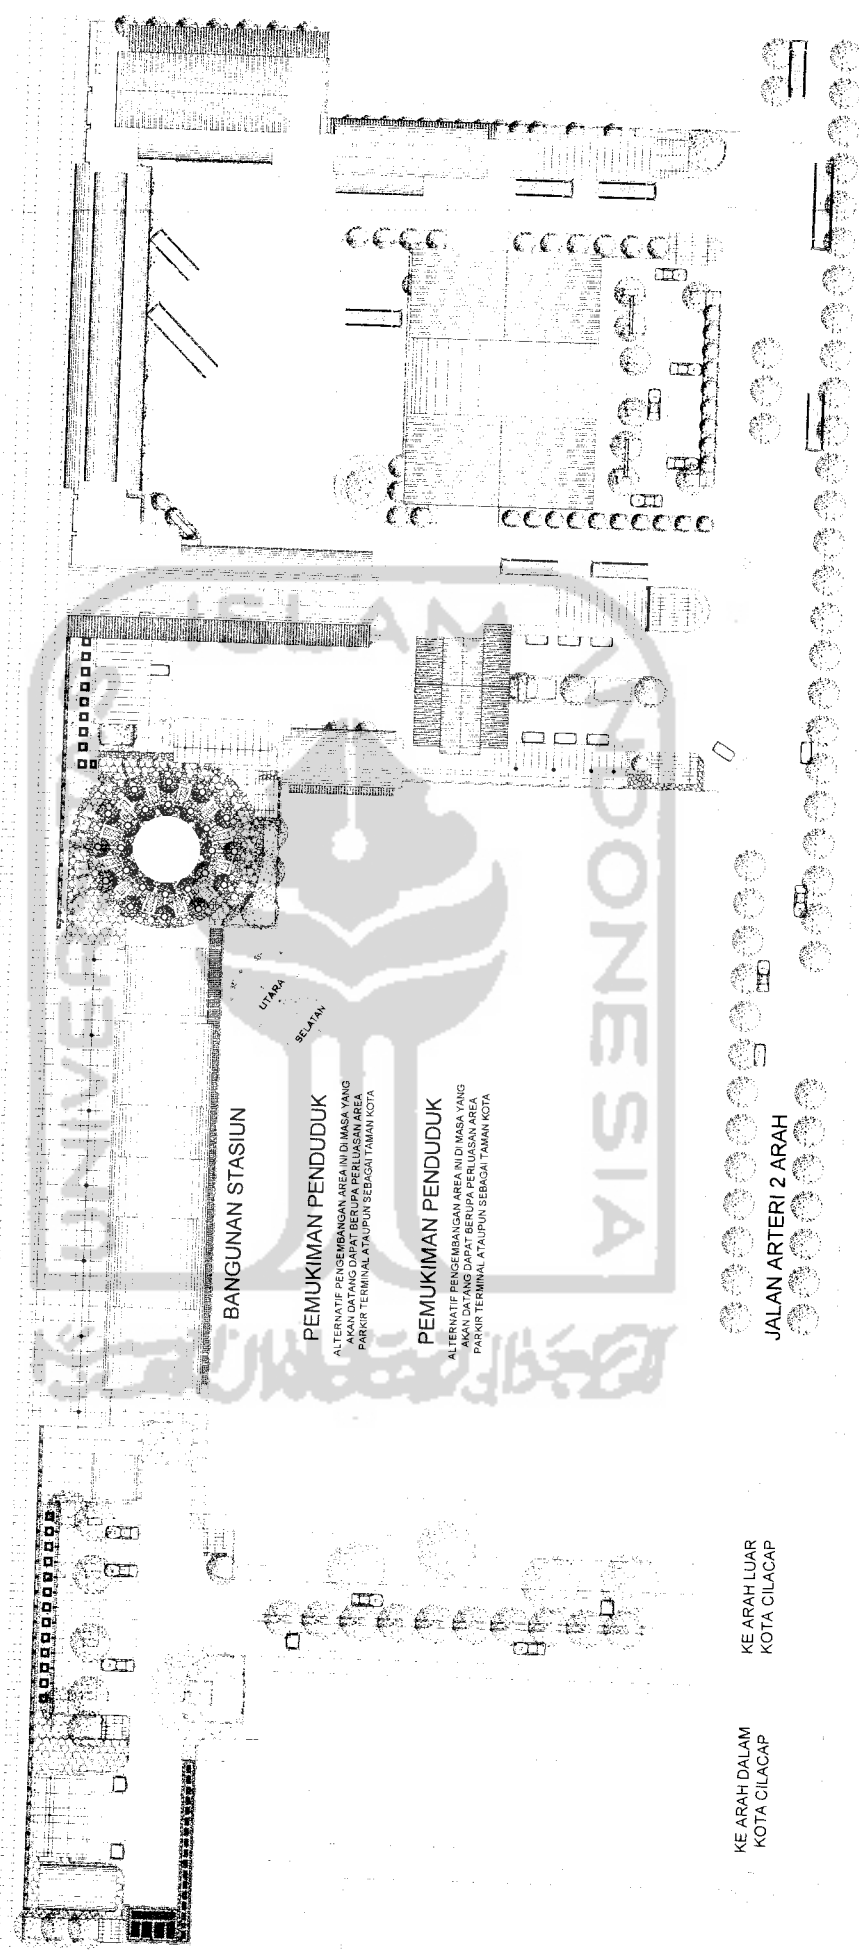 UTARA
SELATAN
BANGUNAN STASIUN
PEMUKIMAN PENDUDUK
ALTERNATIF PENGEMBANGAN AREA INI DI MASA YANG
AKAN DATANG DAPAT BERUPA PERLUASAN AREA
PARKIR TERMINAL ATAUPUN SEBAGAI TAMAN KOTA
PEMUKIMAN PENDUDUK
ALTERNATIF PENGEMBANGAN AREA INI DI MASA YANG
AKAN DATANG DAPAT BERUPA PERLUASAN AREA
PARKIR TERMINAL ATAUPUN SEBAGAI TAMAN KOTA
JALAN ARTERI 2 ARAH
KE ARAH LUAR
KOTA CILACAP
KE ARAH DALAM
KOTA CILACAP
UNIVERSITAS
ISLAM
INDONESIA